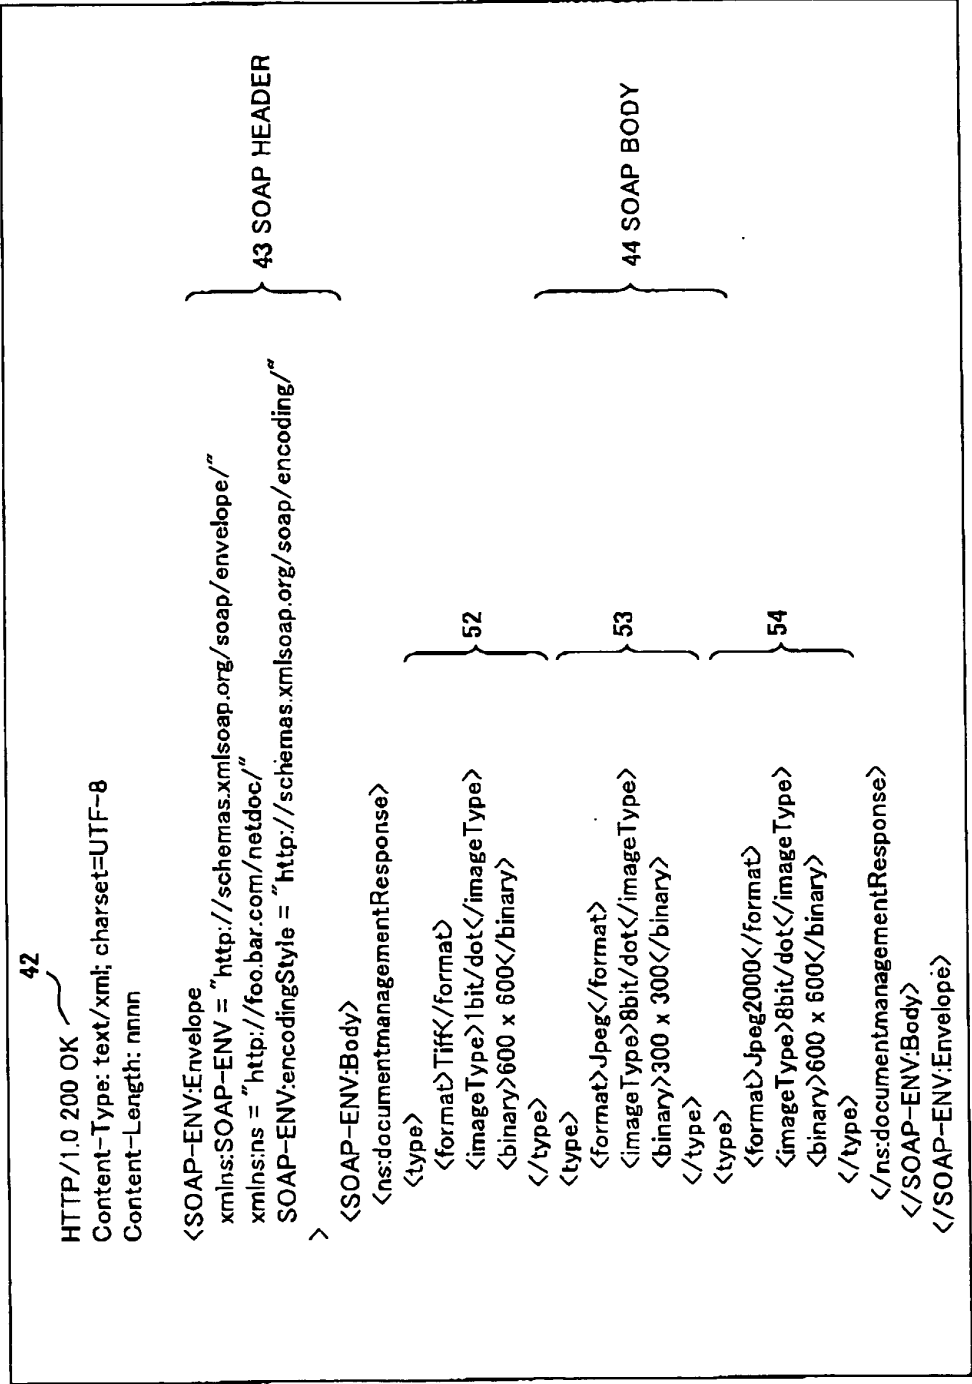 42
HTTP/1.0 200 OK
Content-Type: text/xml; charset=UTF-8
Content-Length: nnnn
<SOAP-ENV:Envelope
xmlns:SOAP-ENV = "http://schemas.xmlsoap.org/soap/envelope/"
xmlns:ns = "http://foo.bar.com/netdoc/"
SOAP-ENV:encodingStyle = "http://schemas.xmlsoap.org/soap/encoding/"
>
43 SOAP HEADER
<SOAP-ENV:Body>
<ns:documentmanagementResponse>
<type>
<format>Tiff</format>
<imageType>1bit/dot</imageType>
<binary>600 x 600</binary>
</type>
52
<type>
<format>Jpeg</format>
<imageType>8bit/dot</imageType>
<binary>300 x 300</binary>
</type>
53
44 SOAP BODY
<type>
<format>Jpeg2000</format>
<imageType>8bit/dot</imageType>
<binary>600 x 600</binary>
</type>
54
</ns:documentmanagementResponse>
</SOAP-ENV:Body>
</SOAP-ENV:Envelope>